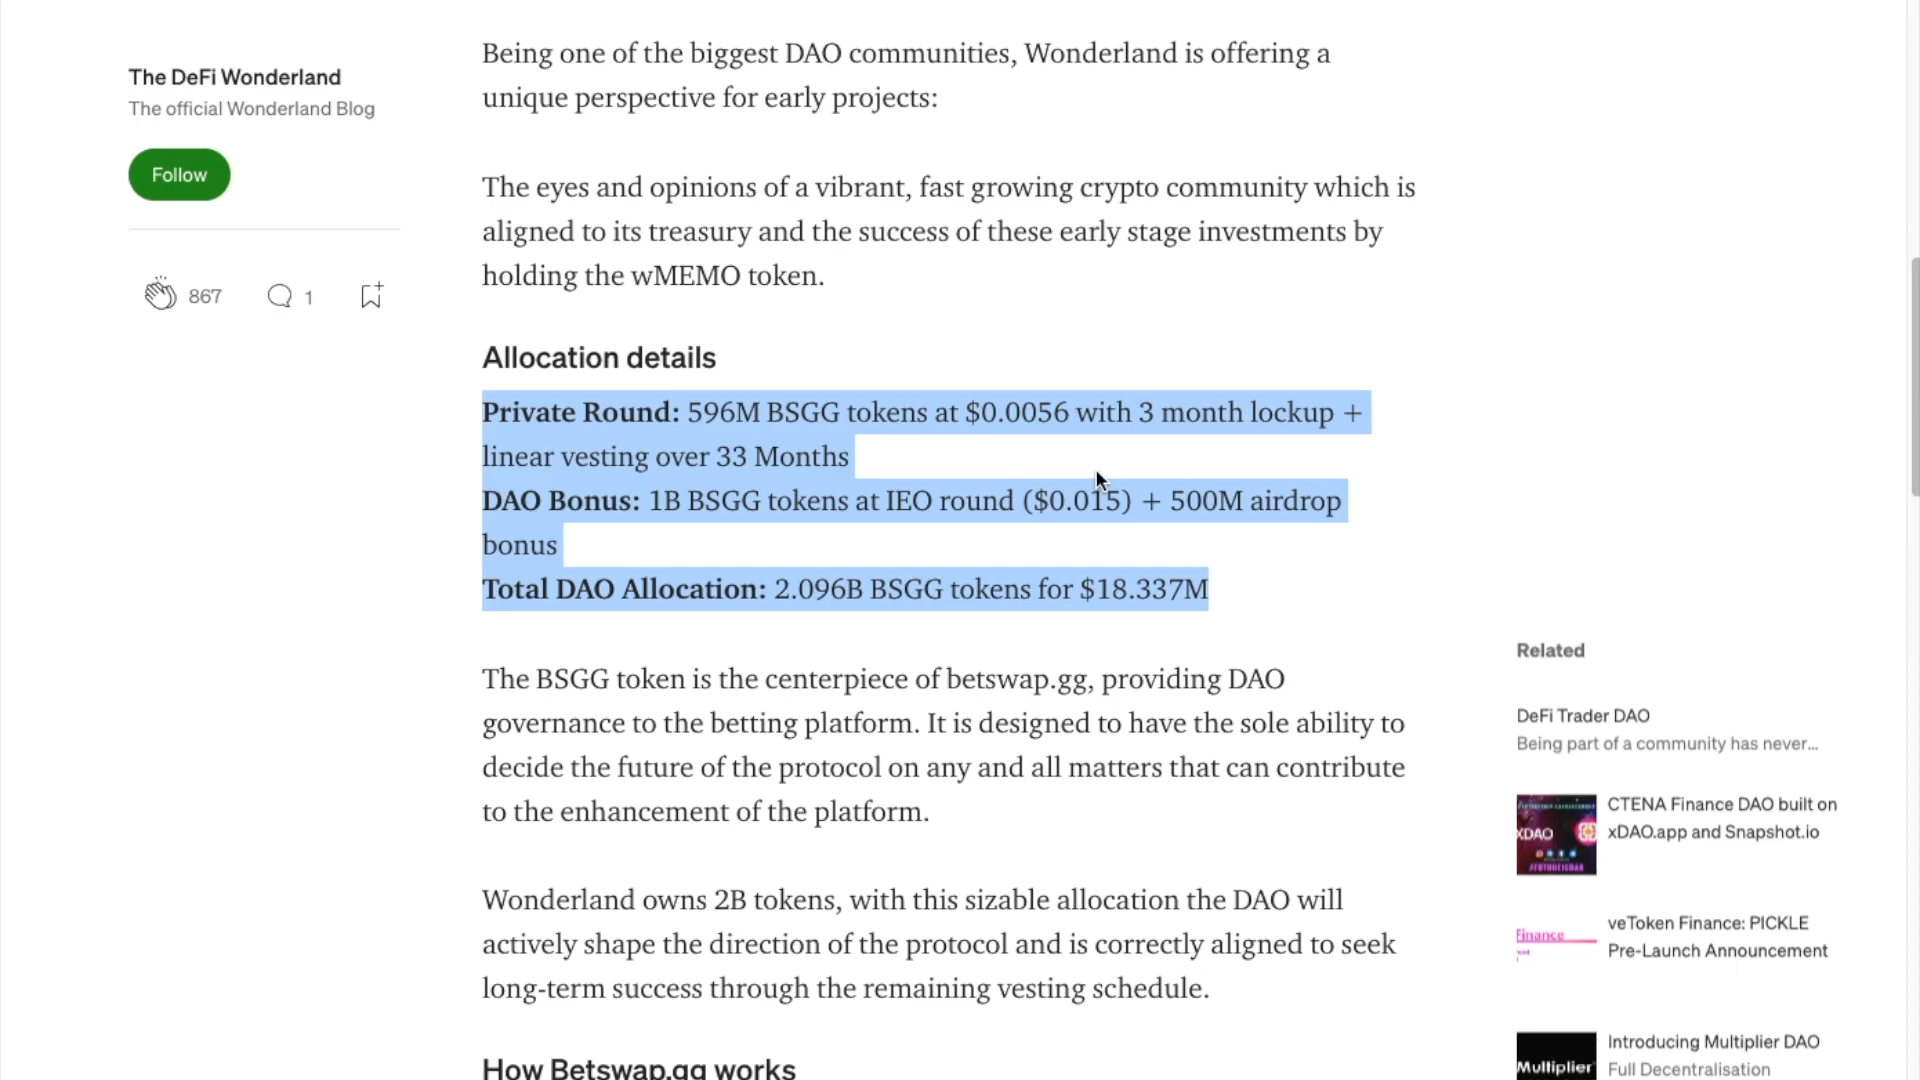 The DeFi Wonderland
The official Wonderland Blog
Follow
867
1
Being one of the biggest DAO communities, Wonderland is offering a
unique perspective for early projects:
The eyes and opinions of a vibrant, fast growing crypto community which is
aligned to its treasury and the success of these early stage investments by
holding the wMEMO token.
Allocation details
Private Round: 596M BSGG tokens at $0.0056 with 3 month lockup +
linear vesting over 33 Months
DAO Bonus: 1B BSGG tokens at IEO round ($0.015) + 500M airdrop
bonus
Total DAO Allocation: 2.096B BSGG tokens for $18.337M
The BSGG token is the centerpiece of betswap.gg, providing DAO
governance to the betting platform. It is designed to have the sole ability to
decide the future of the protocol on any and all matters that can contribute
to the enhancement of the platform.
Wonderland owns 2B tokens, with this sizable allocation the DAO will
actively shape the direction of the protocol and is correctly aligned to seek
long-term success through the remaining vesting schedule.
How Betswap.gg works
Related
DeFi Trader DAO
Being part of a community has never...
XDAO
CTENA Finance DAO built on
xDAO.app and Snapshot.io
Finance
veToken Finance: PICKLE
Pre-Launch Announcement
Multiplier
Introducing Multiplier DAO
Full Decentralisation